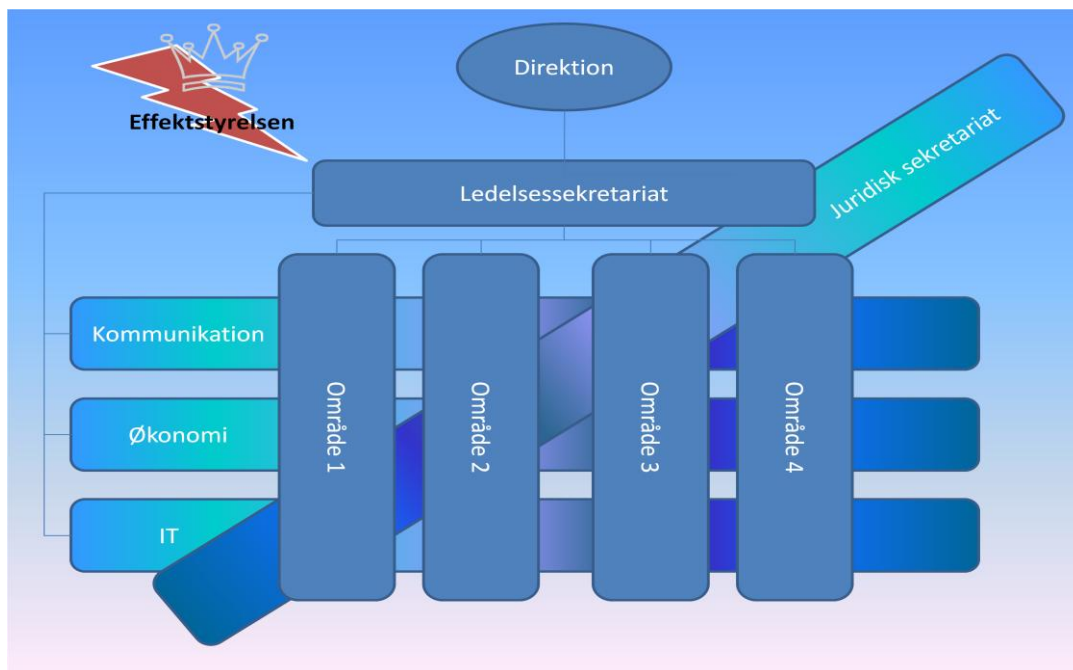 Direktion
Effektstyrelsen
Ledelsessekretariat
Juridisk sekretariat
Kommunikation
Økonomi
IT
Område 1
Område 2
Område 3
Område 4